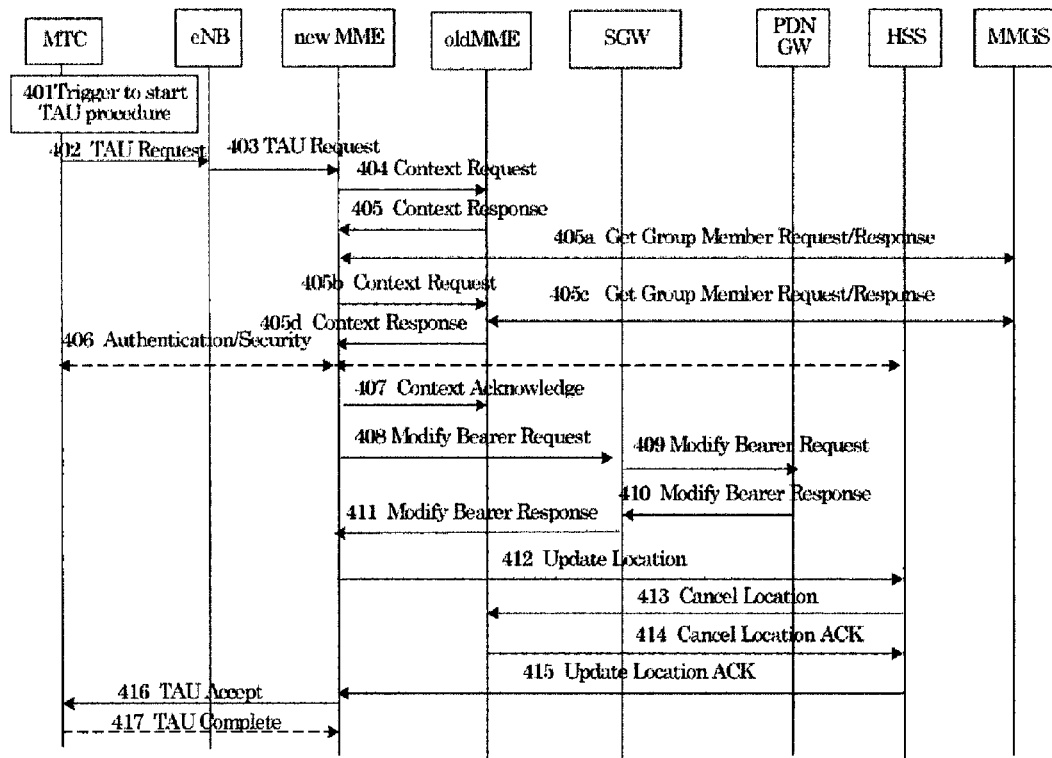 MTC
eNB
new MME
oldMME
SGW
PDN
GW
HSS
MMGS
401Trigger to start
TAU procedure
402 TAU Request
403 TAU Request
404 Context Request
405 Context Response
405a Get Group Member Request/Response
405b Context Request
405c Get Group Member Request/Response
405d Context Response
406 Authentication/Security
407 Context Acknowledge
408 Modify Bearer Request
409 Modify Bearer Request
410 Modify Bearer Response
411 Modify Bearer Response
412 Update Location
413 Cancel Location
414 Cancel Location ACK
415 Update Location ACK
416 TAU Accept
417 TAU Complete